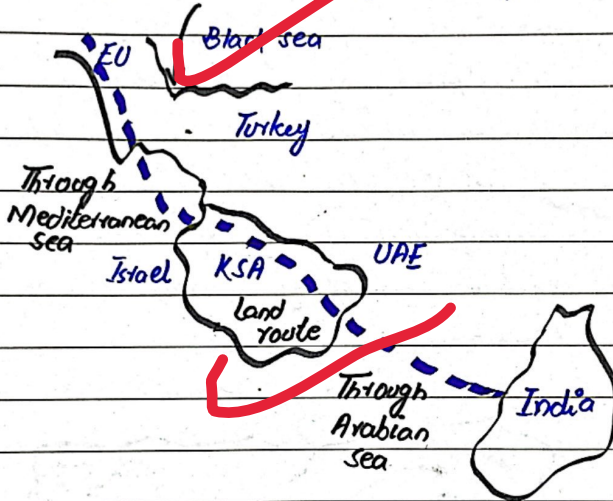 Black sea
EU
Turkey
Through
Mediterranean
sea
Israel
KSA
UAE
Land
route
Through
Arabian
sea
India